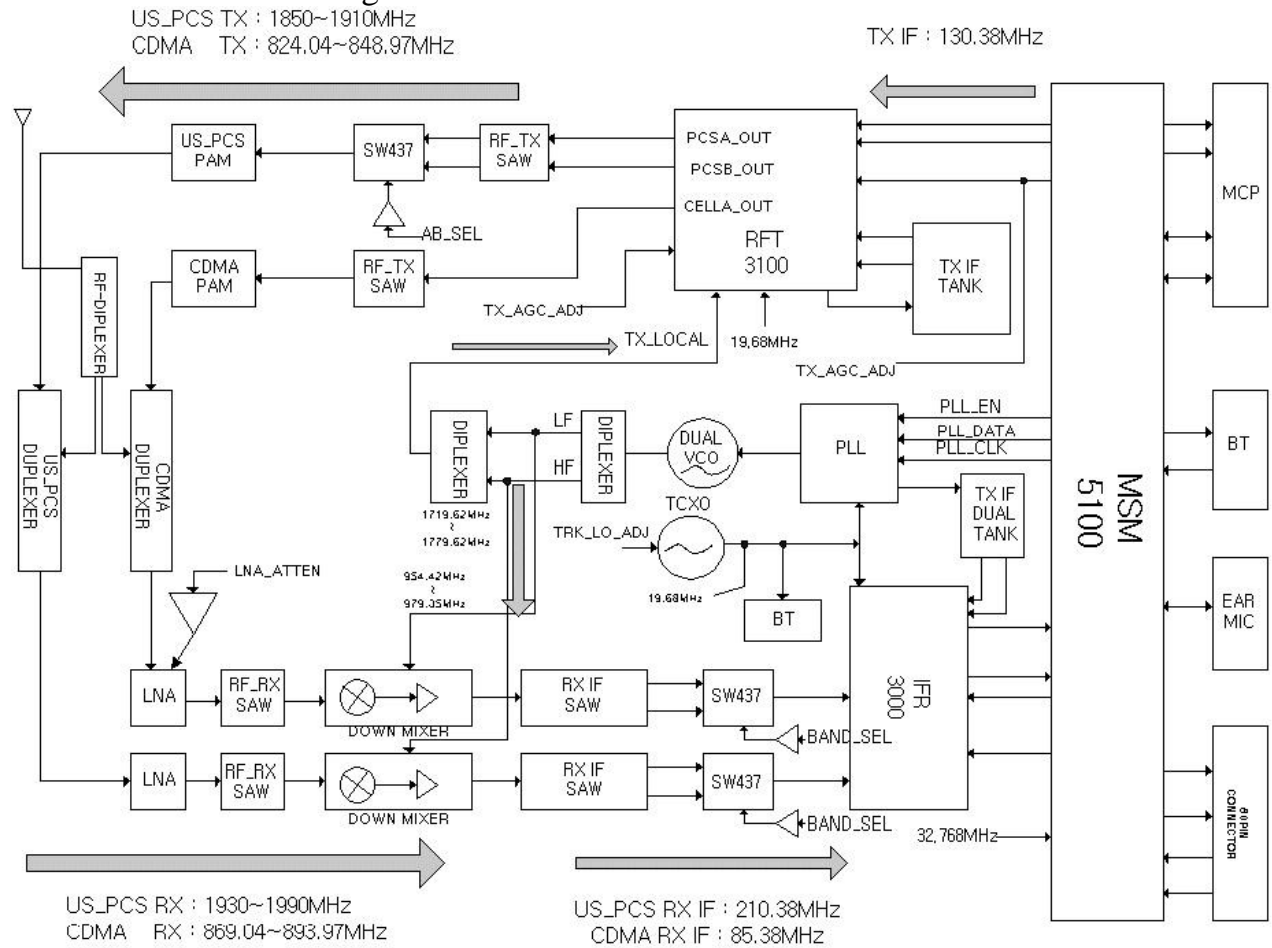 US_PCS TX : 1850~1910MHz
CDMA TX : 824.04~848.97MHz
TX IF : 130.38MHz
US_PCS
PAM
SW437
RF_TX
SAW
PCSA_OUT
PCSB_OUT
CELLA_OUT
RFT
3100
AB_SEL
CDMA
PAM
RF_TX
SAW
TX_AGC_ADJ
TX IF
TANK
MCP
RF-DIPLEXER
TX_LOCAL
19,68MHz
TX_AGC_ADJ
US_PCS
DUPLEXER
CDMA
DUPLEXER
DIPLEXER
LF
HF
DIPLEXER
DUAL
VCO
PLL
PLL_EN
PLL_DATA
PLL_CLK
MSM
5100
BT
1719.62MHz
~
1779.62MHz
TCXO
TRK_LO_ADJ
TX IF
DUAL
TANK
954.42MHz
~
979.35MHz
19.68MHz
BT
LNA_ATTEN
EAR
MIC
LNA
RF_RX
SAW
DOWN MIXER
RX IF
SAW
SW437
BAND_SEL
IFR
3000
LNA
RF_RX
SAW
DOWN MIXER
RX IF
SAW
SW437
BAND_SEL
32,768MHz
60PIN
CONNECTOR
US_PCS RX : 1930~1990MHz
CDMA RX : 869.04~893.97MHz
US_PCS RX IF : 210.38MHz
CDMA RX IF : 85.38MHz